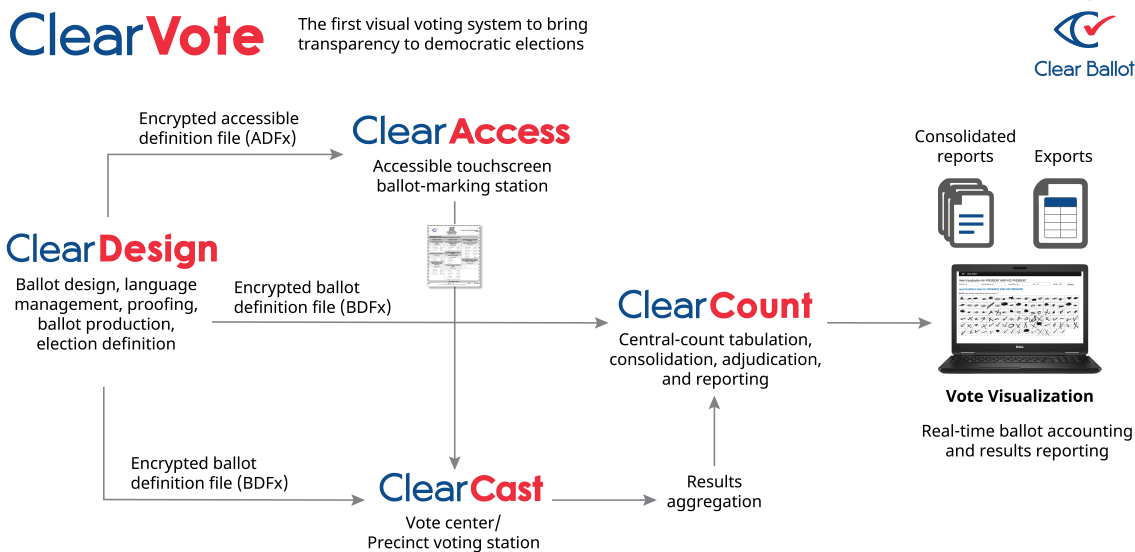 ClearVote
The first visual voting system to bring
transparency to democratic elections
Clear Ballot
Encrypted accessible
definition file (ADFx)
ClearAccess
Accessible touchscreen
ballot-marking station
Consolidated
reports
Exports
ClearDesign
Ballot design, language
management, proofing,
ballot production,
election definition
Encrypted ballot
definition file (BDFx)
ClearCount
Central-count tabulation,
consolidation, adjudication,
and reporting
DELL
Vote Visualization
Real-time ballot accounting
and results reporting
Encrypted ballot
definition file (BDFx)
ClearCast
Vote center/
Precinct voting station
Results
aggregation